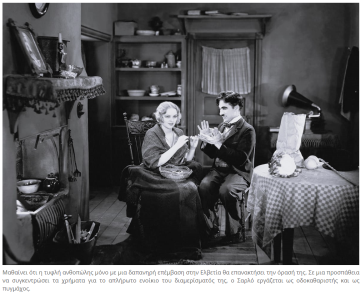 Μαθαίνει ότι η τυφλή ανθοπώλης μόνο με μια δαπανηρή επέμβαση στην Ελβετία θα επανακτήσει την όρασή της. Σε μια προσπάθεια
να συγκεντρώσει τα χρήματα για το απλήρωτο ενοίκιο του διαμερίσματός της, ο Σαρλό εργάζεται ως οδοκαθαριστής και ως
πυγμάχος.